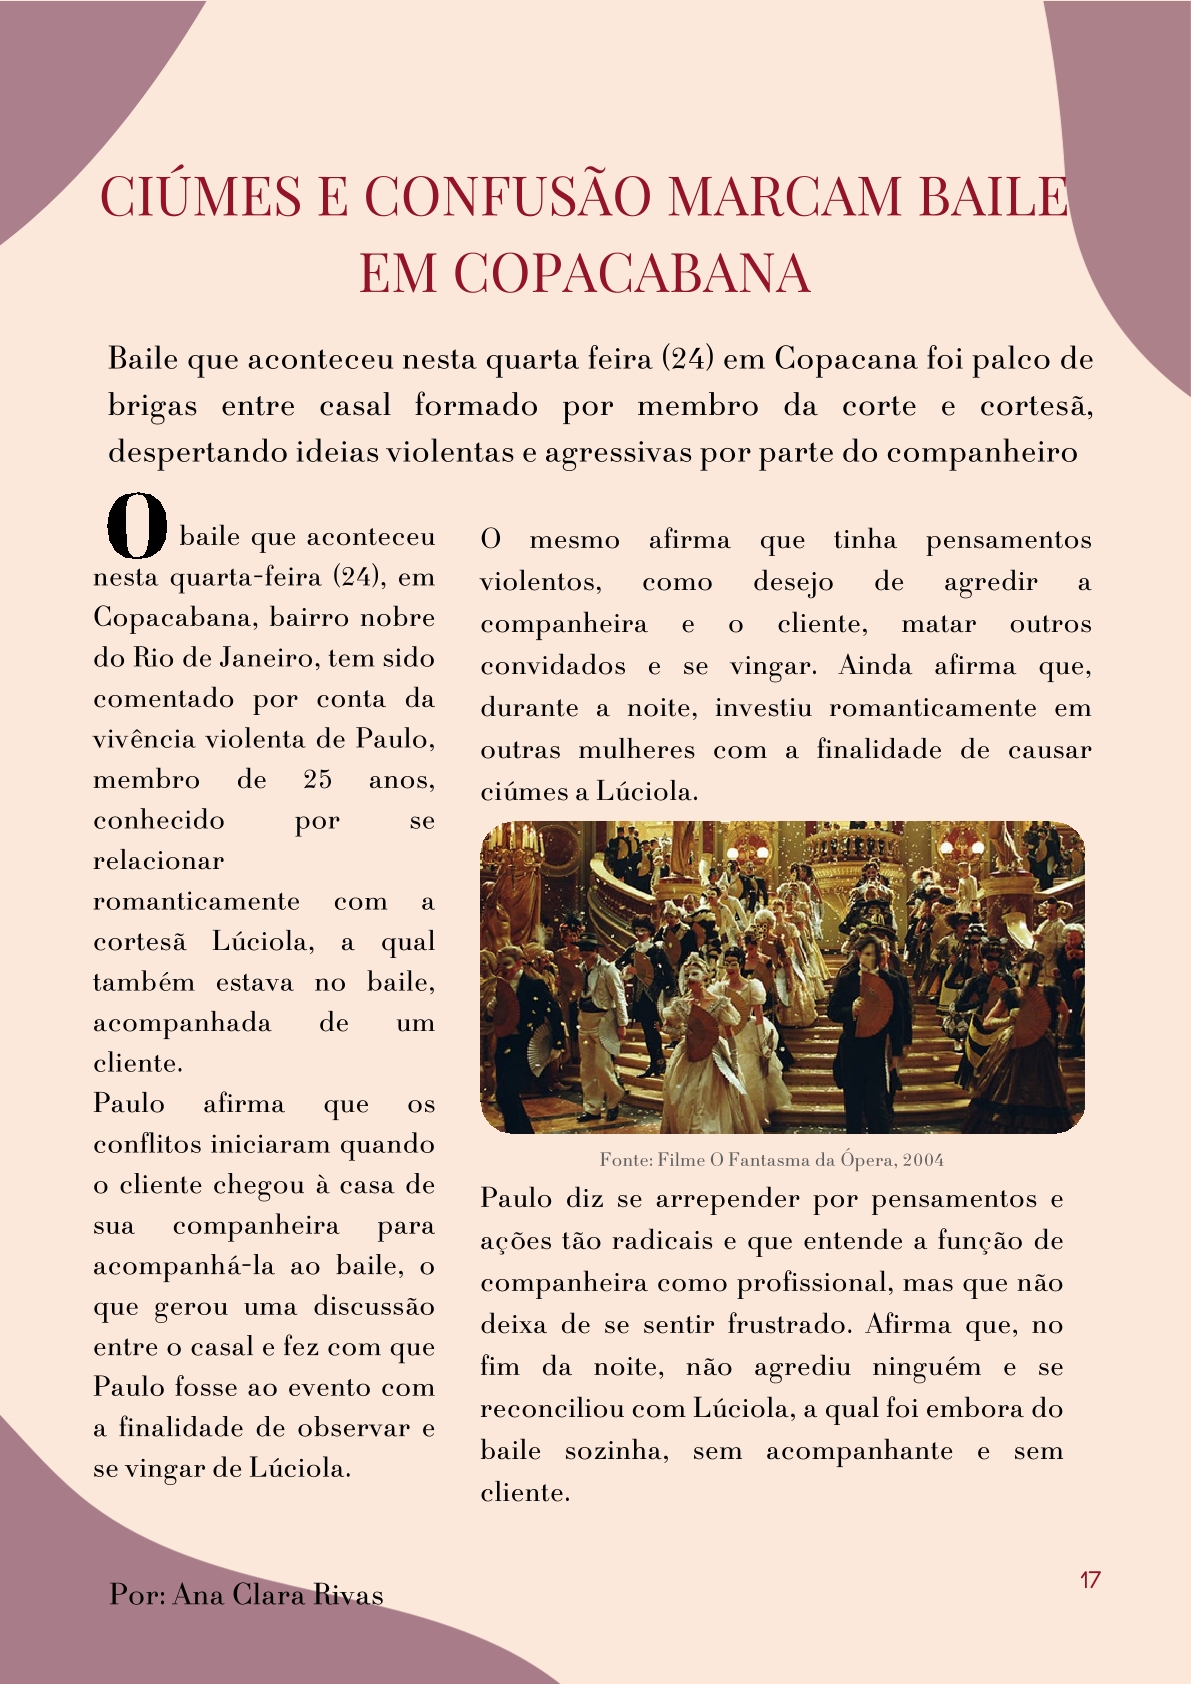 CIÚMES E CONFUSÃO MARCAM BAILE
EM COPACABANA
Baile que aconteceu nesta quarta feira (24) em Copacana foi palco de
brigas entre casal formado por membro da corte e cortesã,
despertando ideias violentas e agressivas por parte do companheiro
O baile que aconteceu
nesta quarta-feira (24), em
Copacabana, bairro nobre
do Rio de Janeiro, tem sido
comentado por conta da
vivência violenta de Paulo,
membro de 25 anos,
conhecido por se
relacionar
romanticamente com a
cortesã Lúciola, a qual
também estava no baile,
acompanhada de um
cliente.
Paulo afirma que os
conflitos iniciaram quando
o cliente chegou à casa de
sua companheira para
acompanhá-la ao baile, o
que gerou uma discussão
entre o casal e fez com que
Paulo fosse ao evento com
a finalidade de observar e
se vingar de Lúciola.
O mesmo afirma que tinha pensamentos
violentos, como desejo de agredir a
companheira e o cliente, matar outros
convidados e se vingar. Ainda afirma que,
durante a noite, investiu romanticamente em
outras mulheres com a finalidade de causar
ciúmes a Lúciola.
Fonte: Filme O Fantasma da Ópera, 2004
Paulo diz se arrepender por pensamentos e
ações tão radicais e que entende a função de
companheira como profissional, mas que não
deixa de se sentir frustrado. Afirma que, no
fim da noite, não agrediu ninguém e se
reconciliou com Lúciola, a qual foi embora do
baile sozinha, sem acompanhante e sem
cliente.
Por: Ana Clara Rivas
17